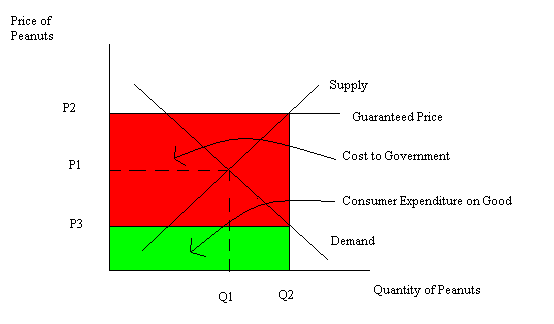 Price of
Peanuts
Supply
P2
Guaranteed Price
Cost to Government
P1
Consumer Expenditure on Good
P3
Demand
Q1
Q2
Quantity of Peanuts